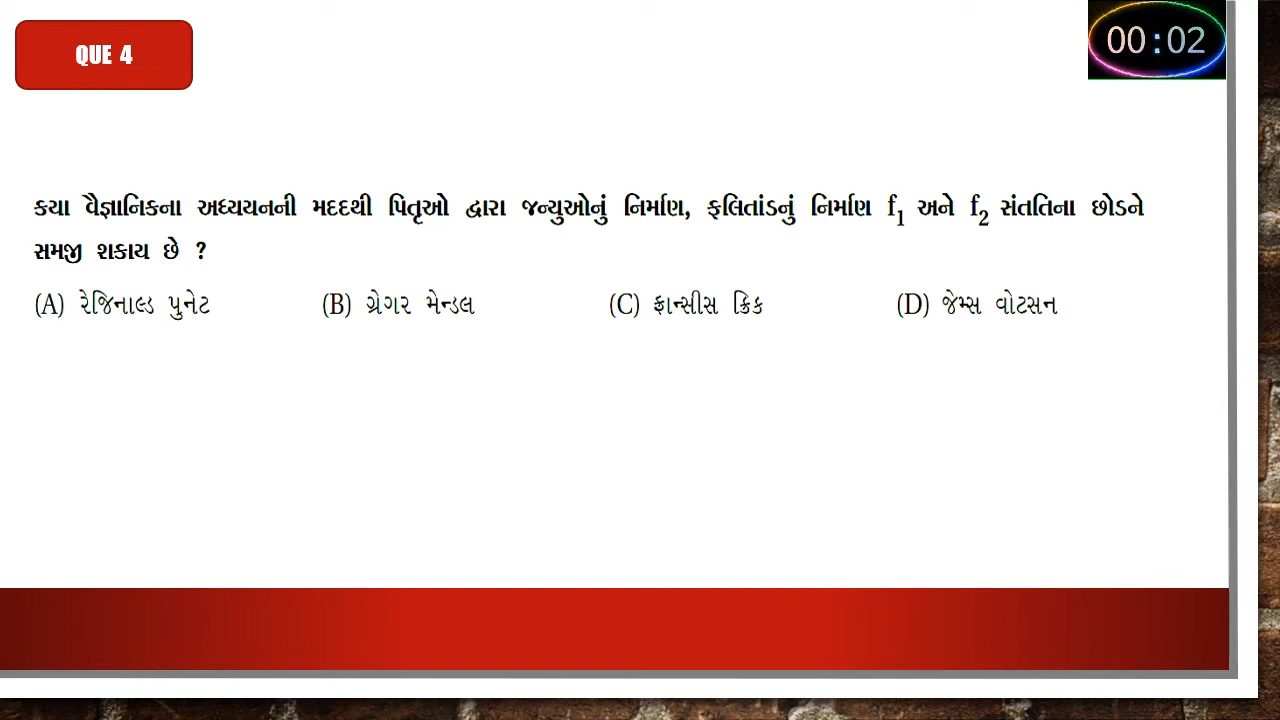 QUE 4
00:02
કયા વૈજ્ઞાનિકના અધ્યયનની મદદથી પિતૃઓ દ્વારા જન્યુઓનું નિર્માણ, ફલિતાંડનું નિર્માણ f₁ અને f₂ સંતતિના છોડને
સમજી શકાય છે ?
(A) રેજિનાલ્ડ પુનેટ (B) ગ્રેગર મેન્ડલ (C) ફ્રાન્સીસ ક્રિક (D) જેમ્સ વોટસન